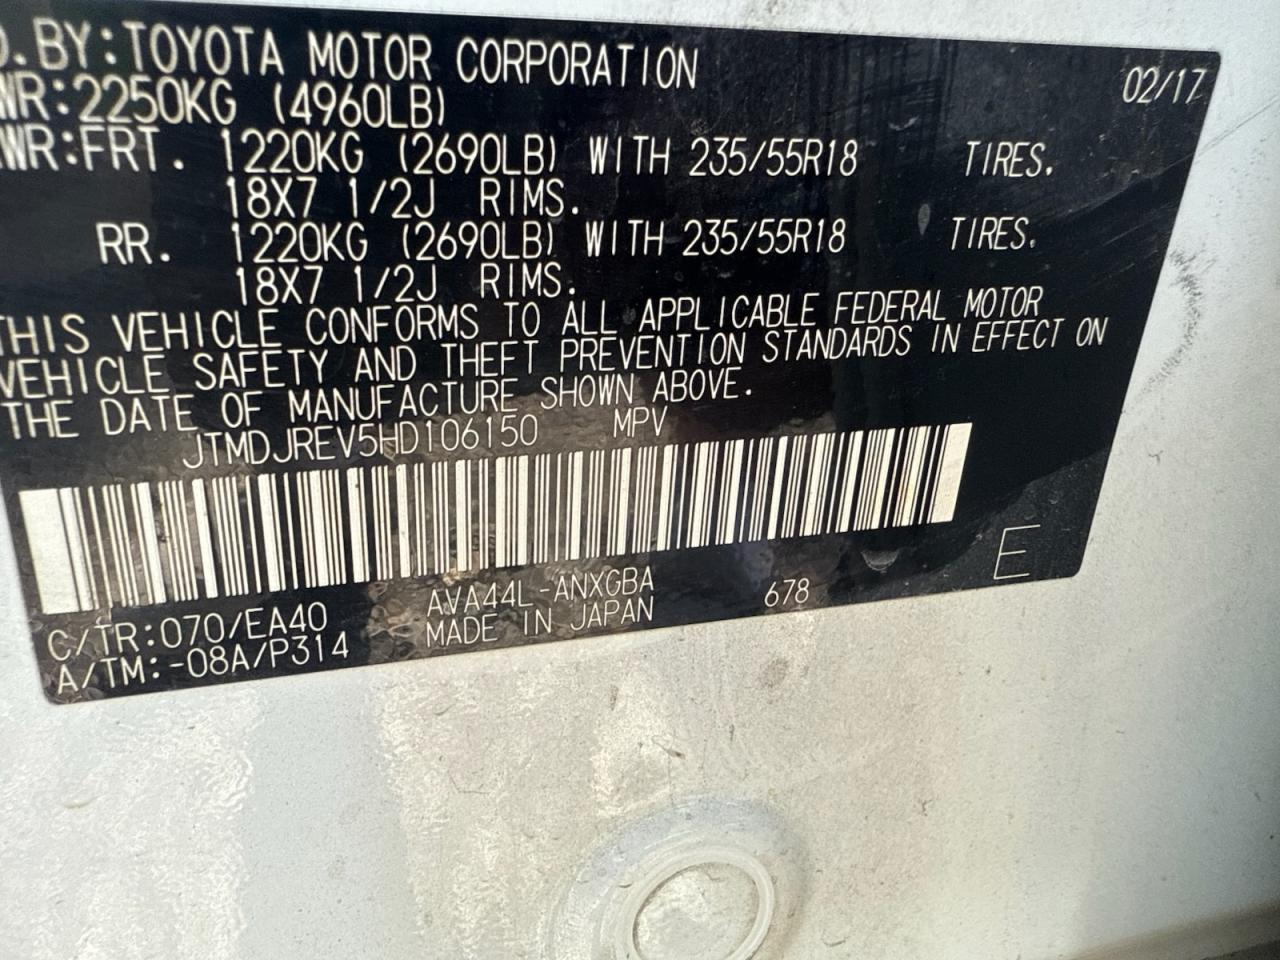 D.BY:TOYOTA MOTOR CORPORATION 02/17
WR:2250KG (4960LB)
WR:FRT. 1220KG (2690LB) WITH 235/55R18 TIRES.
18X7 1/2J RIMS.
RR. 1220KG (2690LB) WITH 235/55R18 TIRES.
18X7 1/2J RIMS.
THIS VEHICLE CONFORMS TO ALL APPLICABLE FEDERAL MOTOR
VEHICLE SAFETY AND THEFT PREVENTION STANDARDS IN EFFECT ON
THE DATE OF MANUFACTURE SHOWN ABOVE.
JTMDJREV5HD106150 MPV
C/TR:070/EA40 AVA44L-ANXGBA 678 E
A/TM:-08A/P314 MADE IN JAPAN